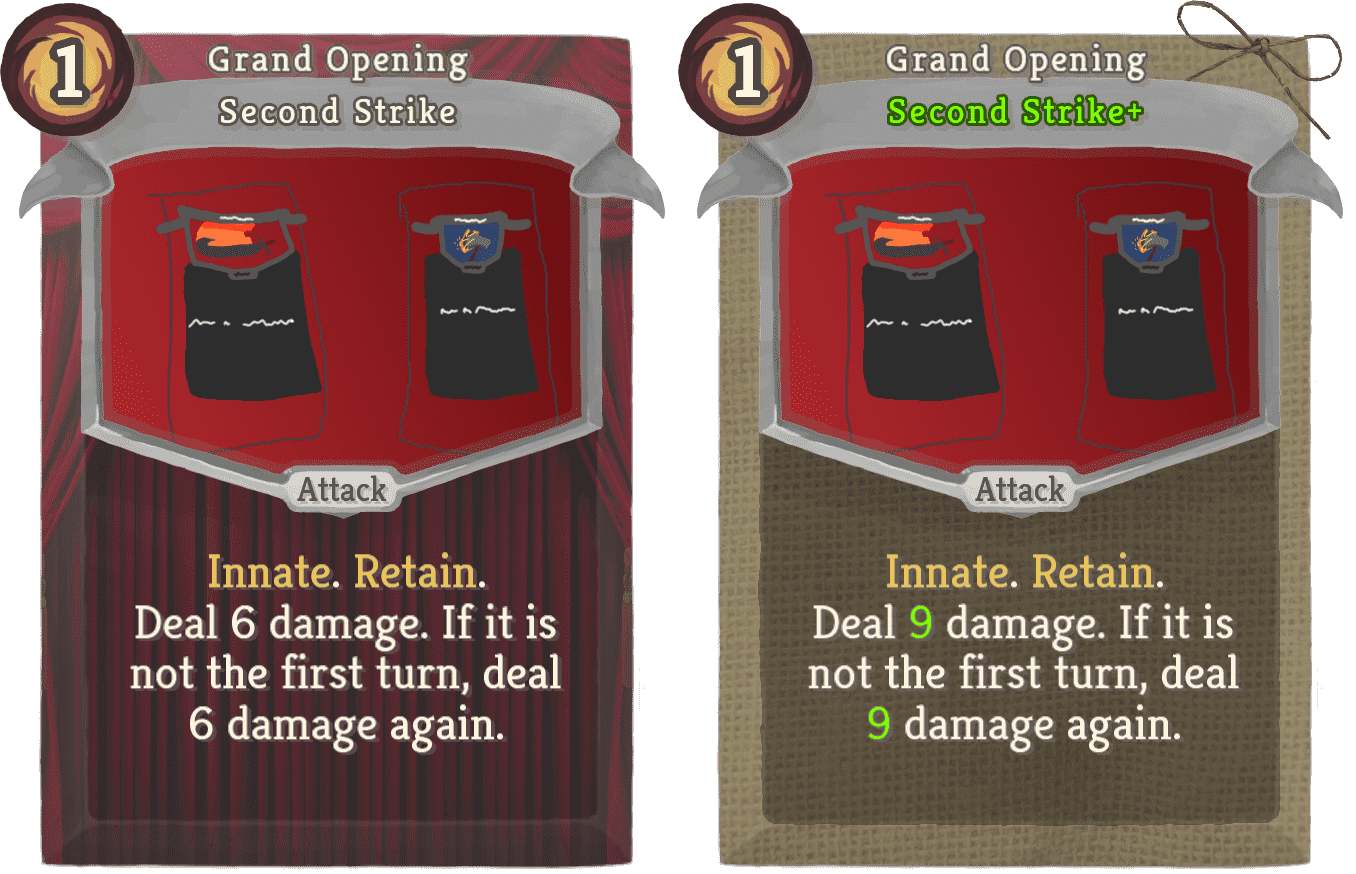 1
Grand Opening
Second Strike
Attack
Innate. Retain.
Deal 6 damage. If it is
not the first turn, deal
6 damage again.
1
Grand Opening
Second Strike+
Attack
Innate. Retain.
Deal 9 damage. If it is
not the first turn, deal
9 damage again.